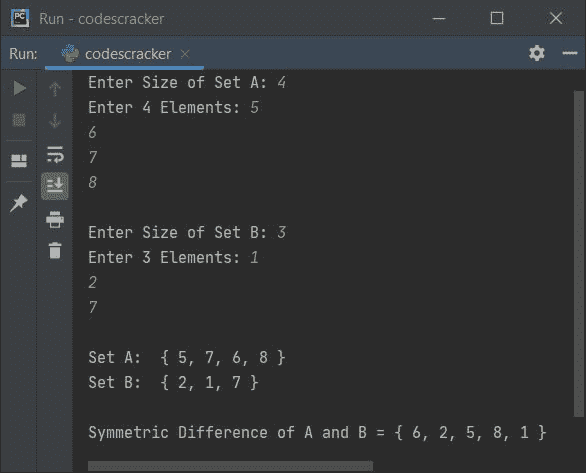 PC Run - codescracker
Run: codescracker
Enter Size of Set A: 4
Enter 4 Elements: 5
6
7
8
Enter Size of Set B: 3
Enter 3 Elements: 1
2
7
Set A:  { 5, 7, 6, 8 }
Set B:  { 2, 1, 7 }
Symmetric Difference of A and B = { 6, 2, 5, 8, 1 }